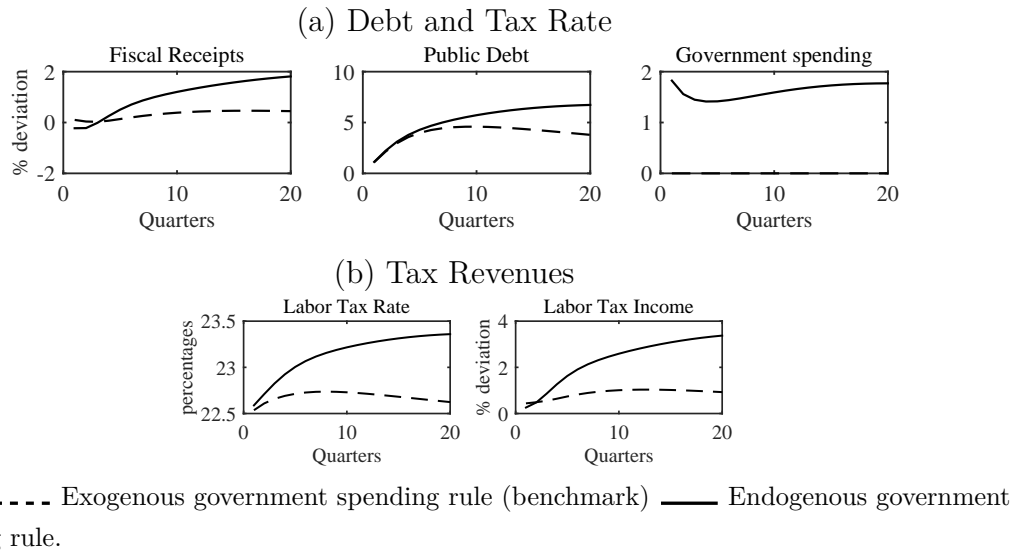 (a) Debt and Tax Rate
Fiscal Receipts Public Debt Government spending
% deviation
2 0 -2
0 10 20
Quarters
10 5 0
0 10 20
Quarters
2 1 0
0 10 20
Quarters
(b) Tax Revenues
Labor Tax Rate Labor Tax Income
percentages
23.5 23 22.5
0 10 20
Quarters
% deviation
4 2 0
0 10 20
Quarters
Exogenous government spending rule (benchmark) Endogenous government
rule.